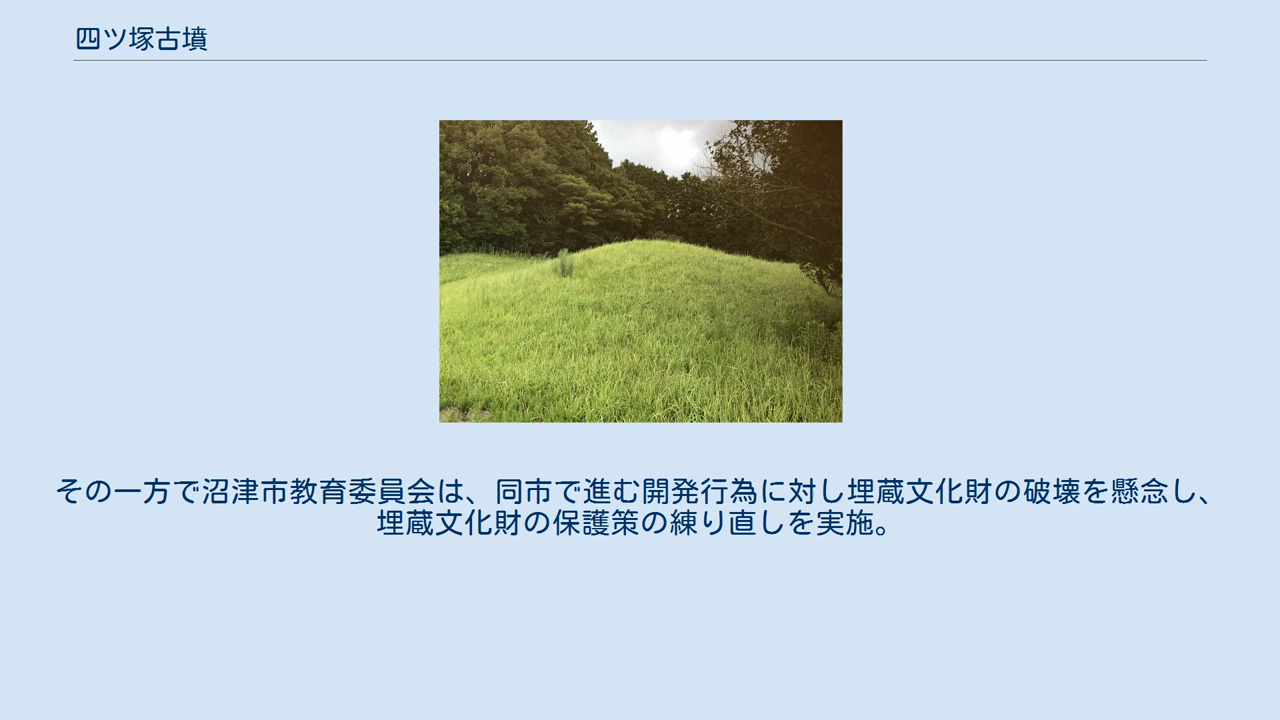 四ツ塚古墳
その一方で沼津市教育委員会は、同市で進む開発行為に対し埋蔵文化財の破壊を懸念し、
埋蔵文化財の保護策の練り直しを実施。